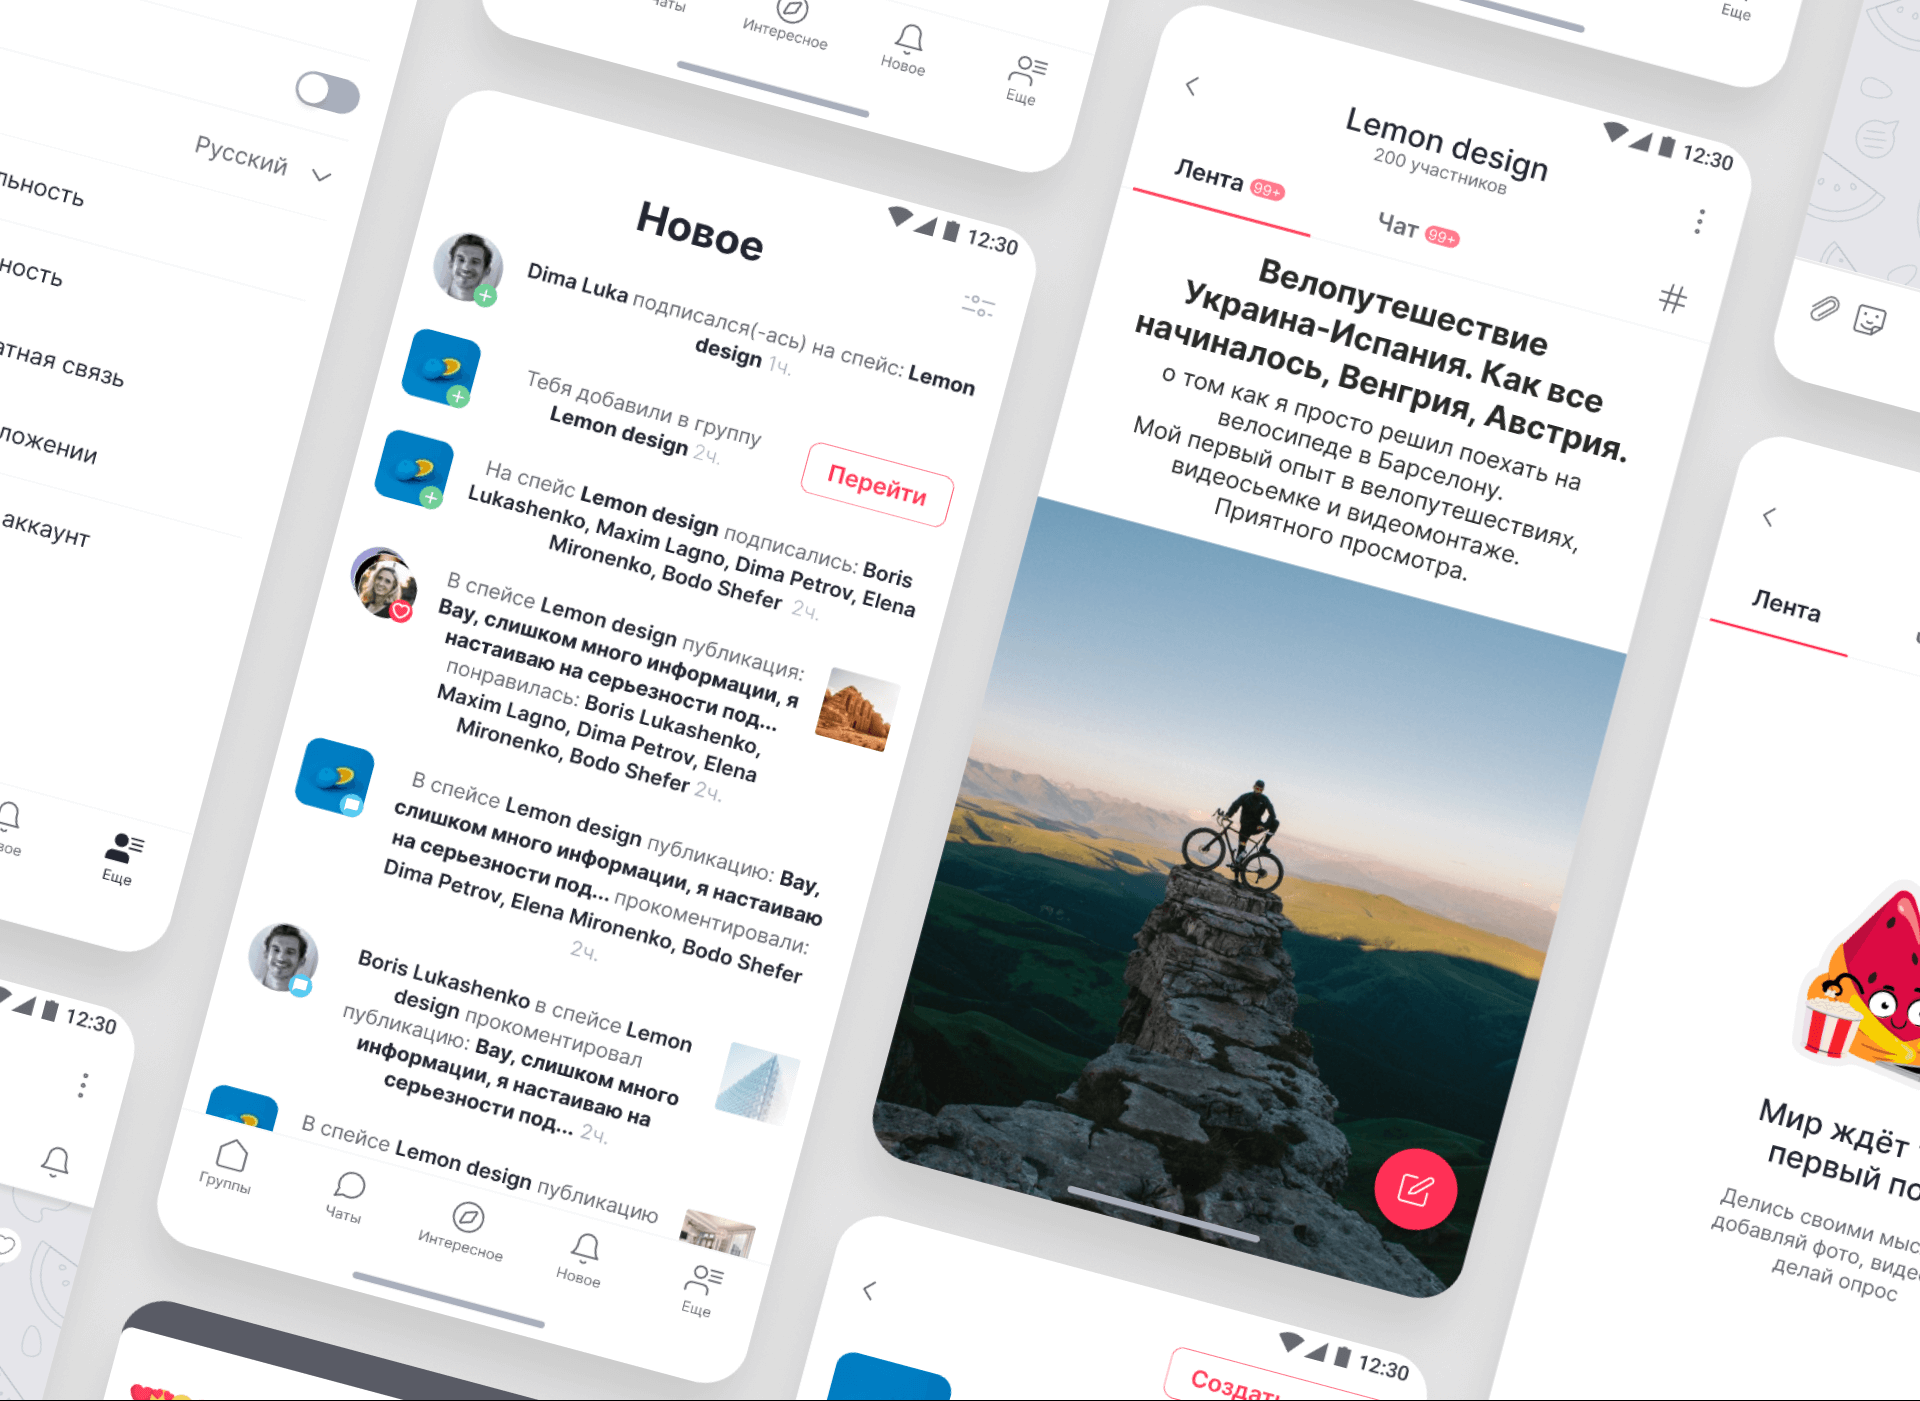 Русский
Чаты
Интересное
Новое
Еще
Еще
12:30
Новое
Dima Luka подписался(-ась) на спейс: Lemon
design 1ч.
Тебя добавили в группу
Lemon design 2ч.
Перейти
На спейс Lemon design подписались: Boris
Lukashenko, Maxim Lagno, Dima Petrov, Elena
Mironenko, Bodo Shefer 2ч.
В спейсе Lemon design публикация:
Вау, слишком много информации, я
настаиваю на серьезности под...
понравилась: Boris Lukashenko,
Maxim Lagno, Dima Petrov, Elena
Mironenko, Bodo Shefer 2ч.
В спейсе Lemon design публикацию: Вау,
слишком много информации, я настаиваю
на серьезности под... прокоментировали:
Dima Petrov, Elena Mironenko, Bodo Shefer
2ч.
Boris Lukashenko в спейсе Lemon
design прокоментировал
публикацию: Вау, слишком много
информации, я настаиваю на
серьезности под... 2ч.
В спейсе Lemon design публикацию
Группы
Чаты
Интересное
Новое
Еще
12:30
Lemon design
200 участников
Лента 99+
Чат 99+
Велопутешествие
Украина-Испания. Как все
начиналось, Венгрия, Австрия.
о том как я просто решил поехать на
велосипеде в Барселону.
Мой первый опыт в велопутешествиях,
видеосьемке и видеомонтаже.
Приятного просмотра.
льность
ность
атная связь
ложении
аккаунт
вое
Еще
12:30
12:30
Создать
Лента
Мир ждёт
первый по
Делись своими мыс
добавляй фото, виде
делай опрос